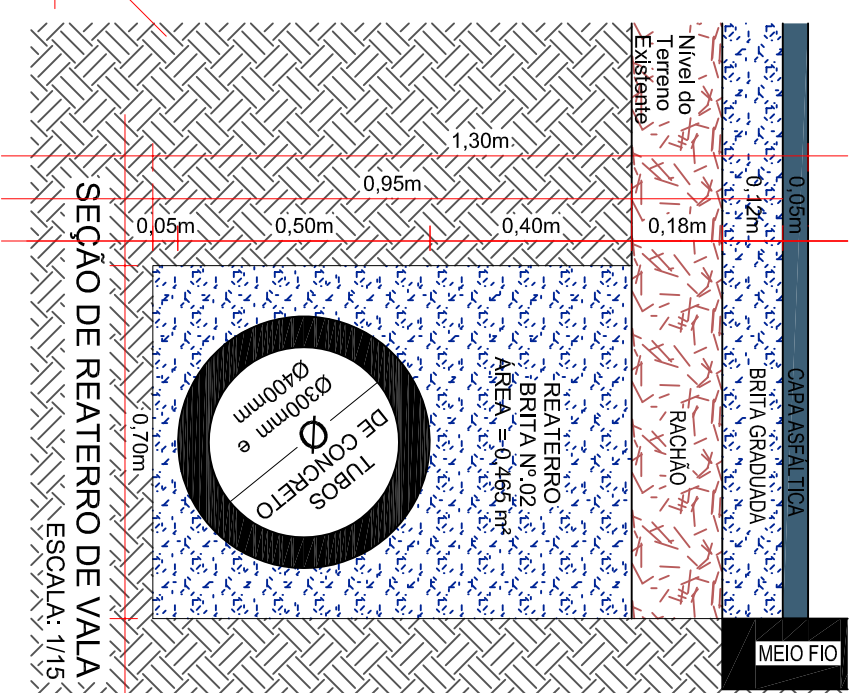 Nível do
Terreno
Existente
1,30m
0,95m
0,05m
0,50m
0,40m
0,18m
0,12m
0,05m
CAPA ASFÁLTICA
BRITA GRADUADA
RACHÃO
REATERRO
BRITA Nº.02
ÁREA = 0,465 m²
TUBOS
DE CONCRETO
Ø
Ø300mm e
Ø400mm
0,70m
MEIO FIO
SEÇÃO DE REATERRO DE VALA
ESCALA: 1/15